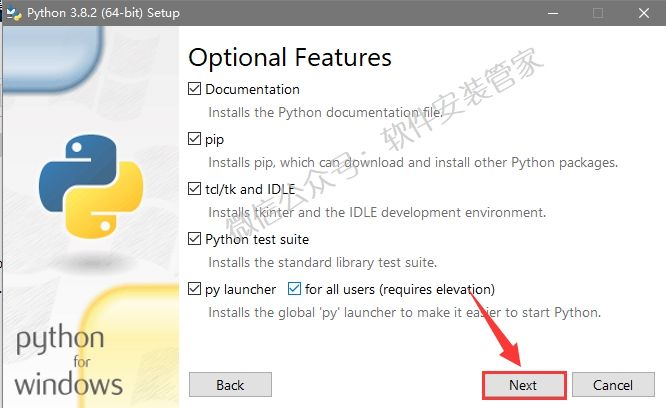 Python 3.8.2 (64-bit) Setup
Optional Features
Documentation
Installs the Python documentation file.
pip
Installs pip, which can download and install other Python packages.
tcl/tk and IDLE
Installs tkinter and the IDLE development environment.
Python test suite
Installs the standard library test suite.
py launcher for all users (requires elevation)
Installs the global 'py' launcher to make it easier to start Python.
微信公众号：软件安装管家
python
for
windows
Back Next Cancel